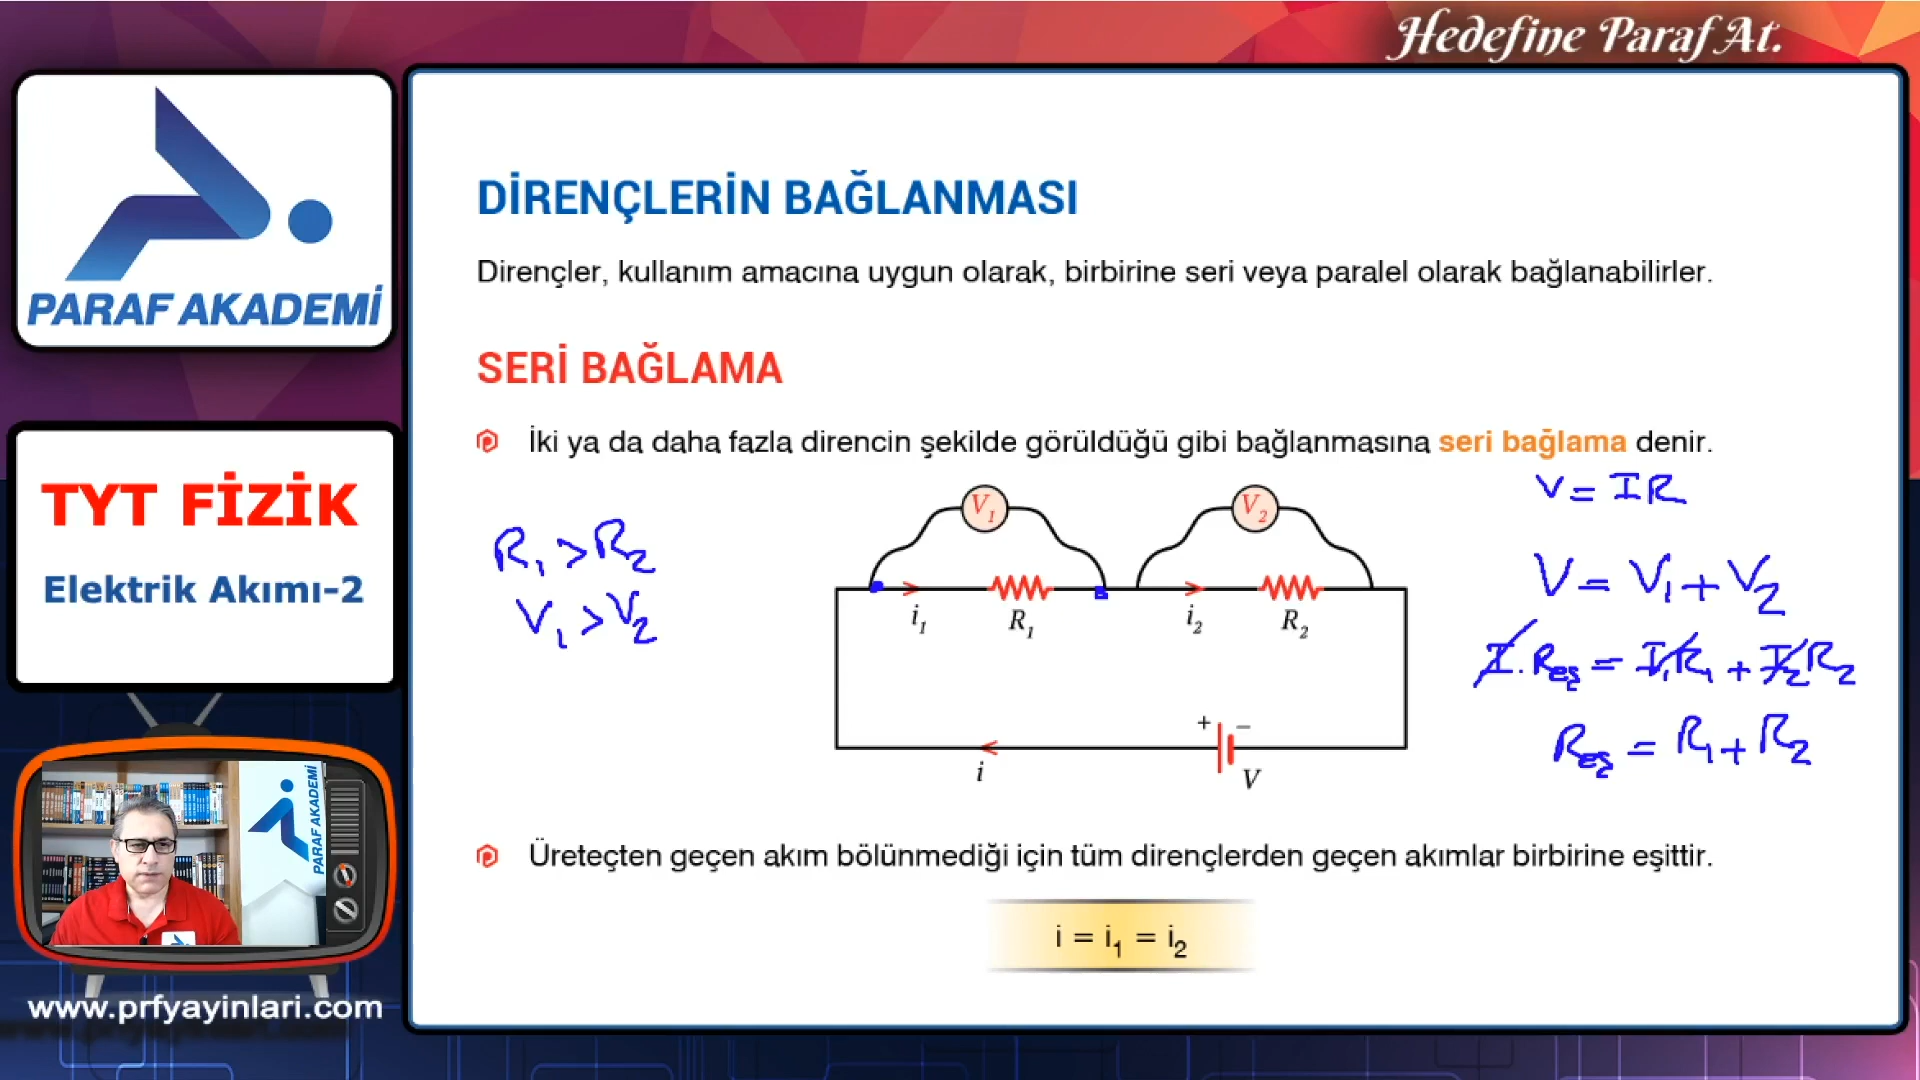 Hedefine Paraf At.
PARAF AKADEMİ
TYT FİZİK
Elektrik Akımı-2
PARAF AKADEMİ
www.prfyayinlari.com
DİRENÇLERİN BAĞLANMASI
Dirençler, kullanım amacına uygun olarak, birbirine seri veya paralel olarak bağlanabilirler.
SERİ BAĞLAMA
İki ya da daha fazla direncin şekilde görüldüğü gibi bağlanmasına seri bağlama denir.
R₁ > R₂
V₁ > V₂
V₁ V₂
i₁ R₁ i₂ R₂
+ −
i V
V = IR
V = V₁ + V₂
I.Reş = I₁R₁ + I₂R₂
Reş = R₁ + R₂
Üreteçten geçen akım bölünmediği için tüm dirençlerden geçen akımlar birbirine eşittir.
i = i₁ = i₂